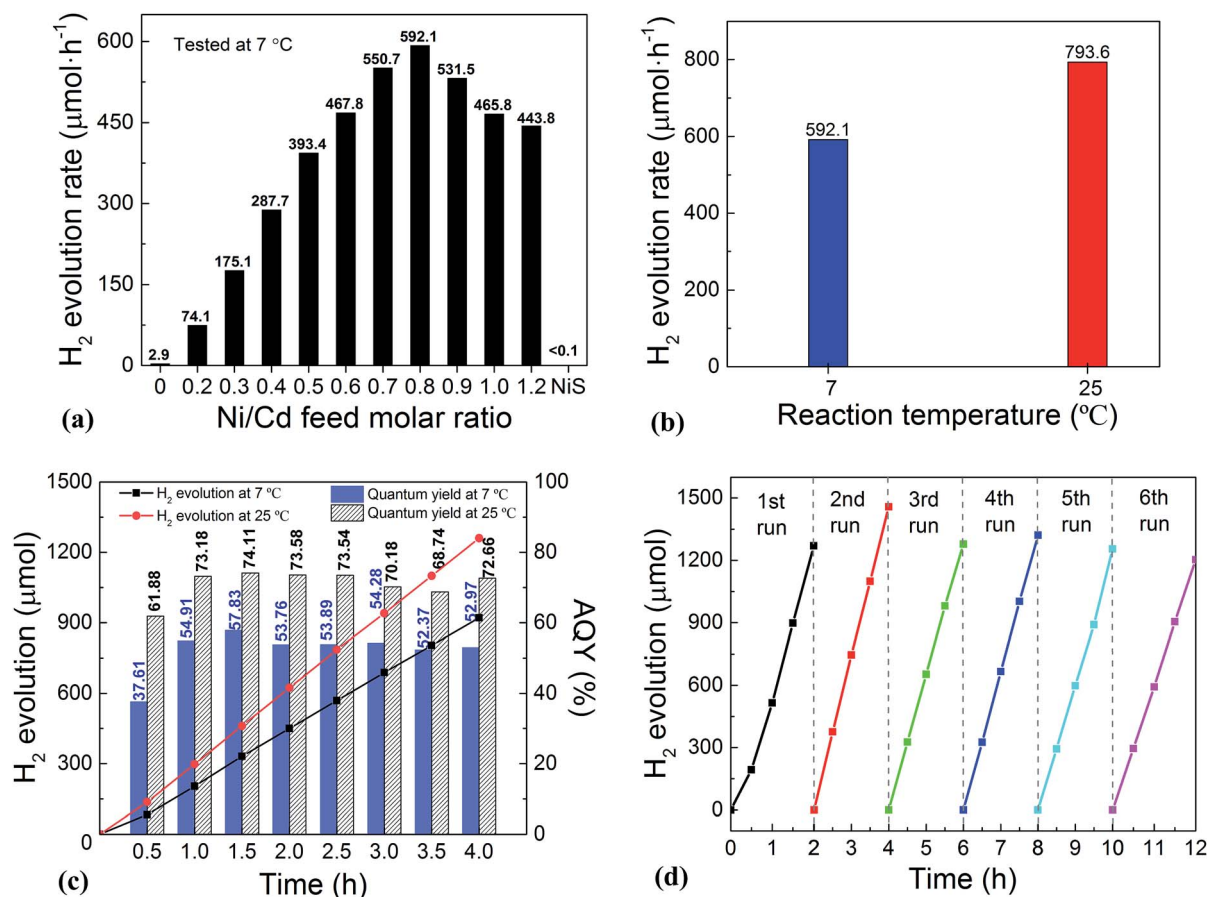 Tested at 7 °C
H2 evolution rate (μmol·h-1)
600
450
300
150
0
2.9
74.1
175.1
287.7
393.4
467.8
550.7
592.1
531.5
465.8
443.8
<0.1
0 0.2 0.3 0.4 0.5 0.6 0.7 0.8 0.9 1.0 1.2 NiS
Ni/Cd feed molar ratio
(a)
H2 evolution rate (μmol·h-1)
800
600
400
200
0
592.1
793.6
7 25
Reaction temperature (ºC)
(b)
H2 evolution (μmol)
1500
1200
900
600
300
0
H2 evolution at 7 ºC
H2 evolution at 25 ºC
Quantum yield at 7 ºC
Quantum yield at 25 ºC
37.61
61.88
54.91
73.18
57.83
74.11
53.76
73.58
53.89
73.54
54.28
70.18
52.37
68.74
52.97
72.66
100
80
60
40
20
0
AQY (%)
0.5 1.0 1.5 2.0 2.5 3.0 3.5 4.0
Time (h)
(c)
H2 evolution (μmol)
1500
1200
900
600
300
0
1st
run
2nd
run
3rd
run
4th
run
5th
run
6th
run
0 2 3 4 5 6 7 8 9 10 11 12
Time (h)
(d)